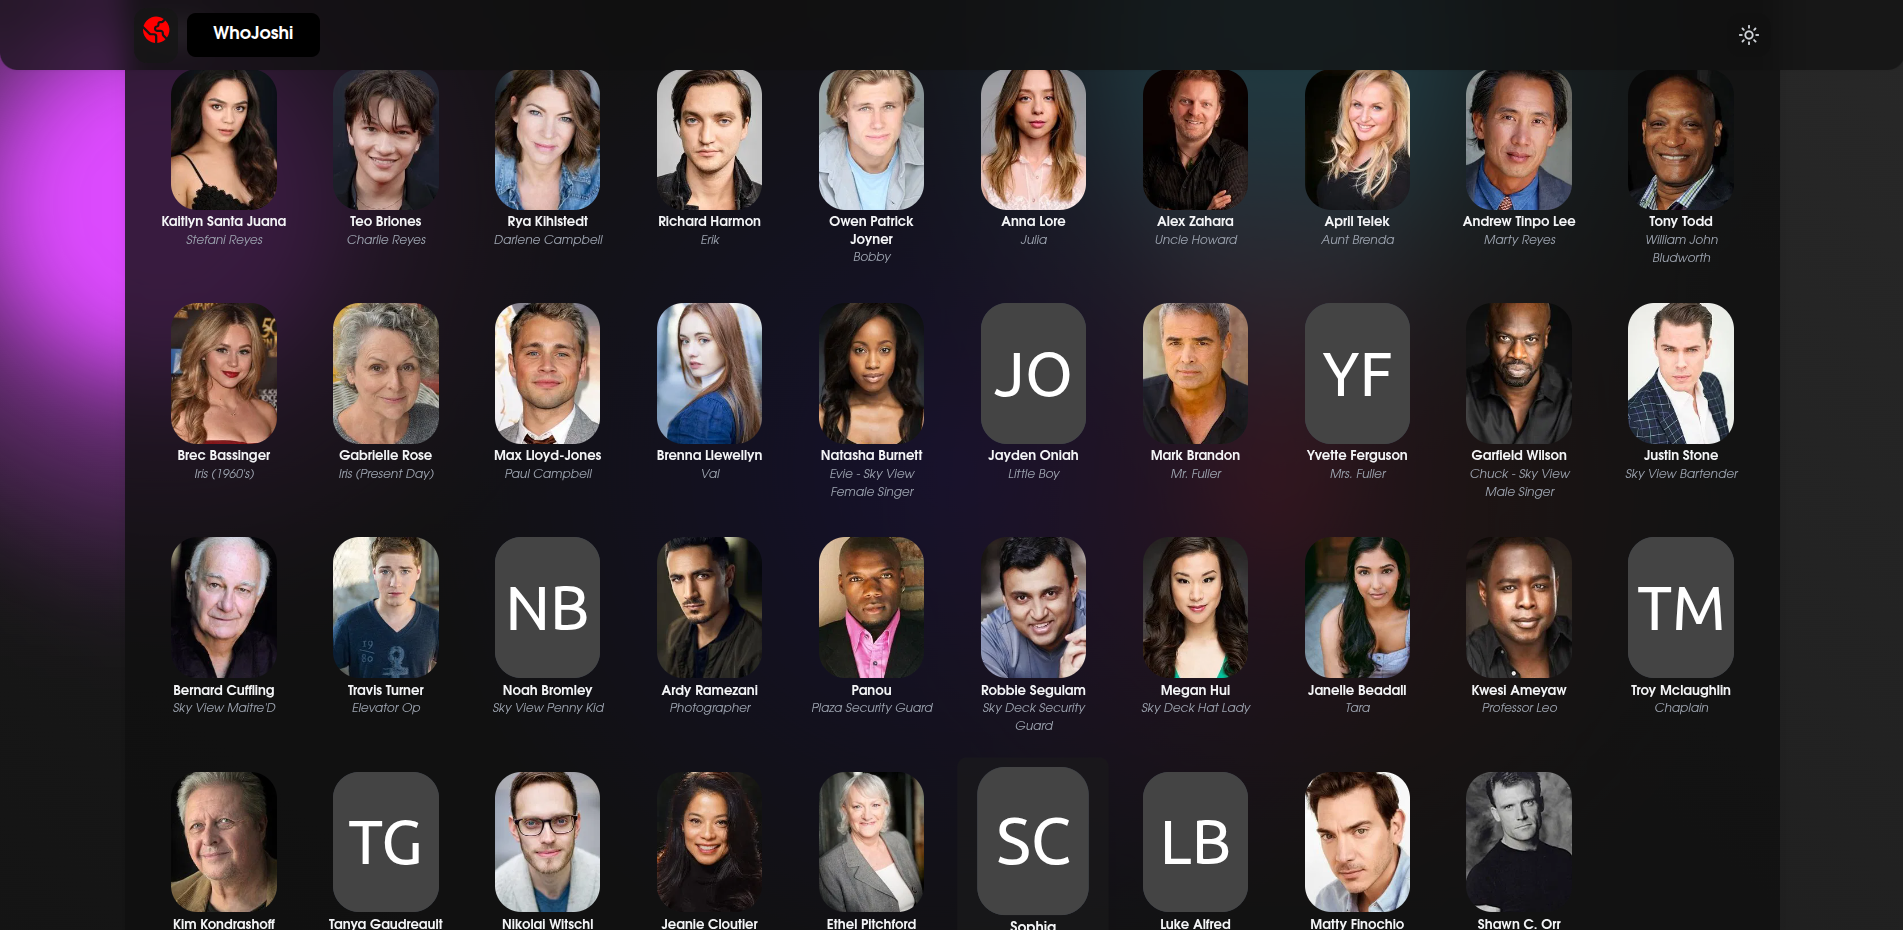 WhoJoshi
Kaitlyn Santa Juana
Stefani Reyes
Teo Briones
Charlie Reyes
Rya Kihlstedt
Darlene Campbell
Richard Harmon
Erik
Owen Patrick
Joyner
Bobby
Anna Lore
Julia
Alex Zahara
Uncle Howard
April Telek
Aunt Brenda
Andrew Tinpo Lee
Marty Reyes
Tony Todd
William John
Bludworth
Brec Bassinger
Iris (1960's)
Gabrielle Rose
Iris (Present Day)
Max Lloyd-Jones
Paul Campbell
Brenna Llewellyn
Val
Natasha Burnett
Evie - Sky View
Female Singer
JO
Jayden Oniah
Little Boy
Mark Brandon
Mr. Fuller
YF
Yvette Ferguson
Mrs. Fuller
Garfield Wilson
Chuck - Sky View
Male Singer
Justin Stone
Sky View Bartender
Bernard Cuffling
Sky View Maitre'D
19
80
Travis Turner
Elevator Op
NB
Noah Bromley
Sky View Penny Kid
Ardy Ramezani
Photographer
Panou
Plaza Security Guard
Robbie Segulam
Sky Deck Security
Guard
Megan Hui
Sky Deck Hat Lady
Janelle Beadall
Tara
Kwesi Ameyaw
Professor Leo
TM
Troy Mclaughlin
Chaplain
Kim Kondrashoff
TG
Tanya Gaudreault
Nikolai Witschl
Jeanie Cloutier
Ethel Pitchford
SC
Sophia
LB
Luke Alfred
Matty Finochio
Shawn C. Orr